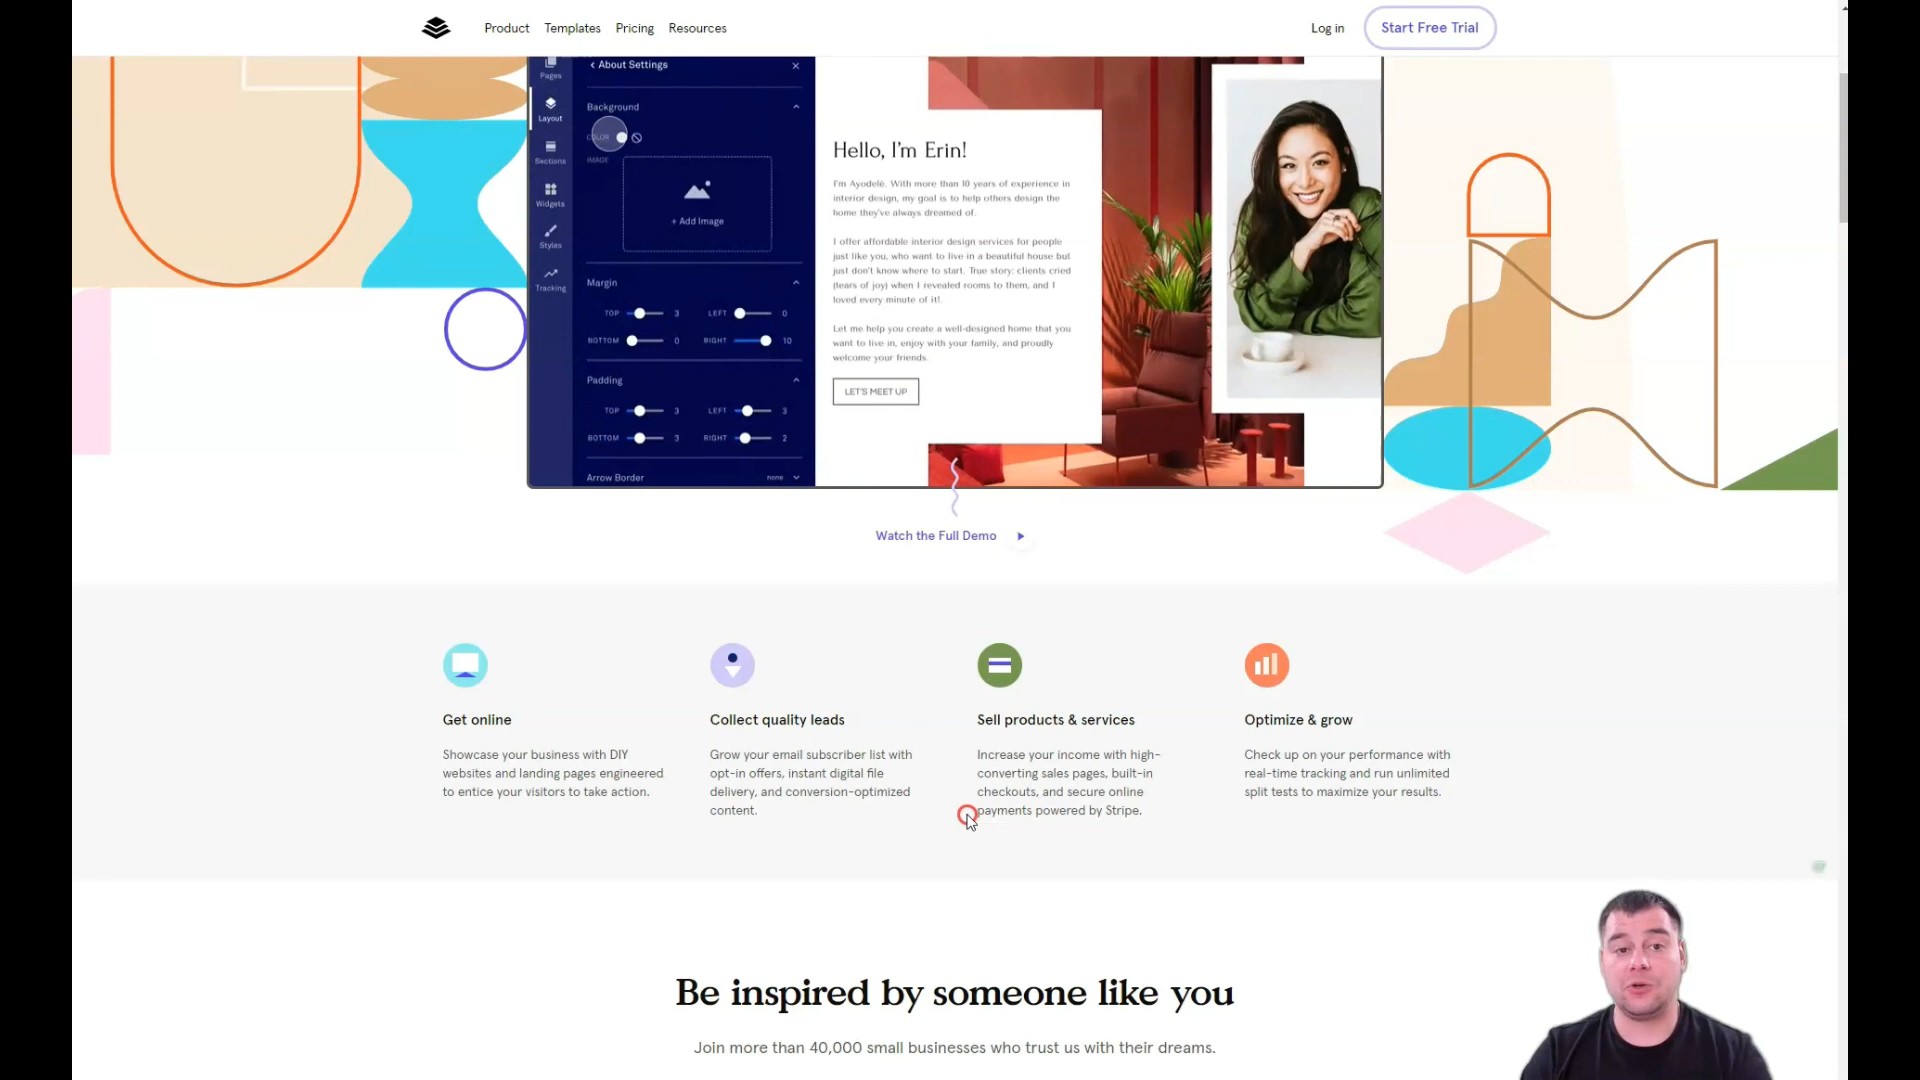 Product Templates Pricing Resources
Log in
Start Free Trial
Pages
Layout
Sections
Widgets
Styles
Tracking
About Settings
Background
COLOR
IMAGE
+ Add Image
Margin
TOP 3 LEFT 0
BOTTOM 0 RIGHT 10
Padding
TOP 3 LEFT 3
BOTTOM 3 RIGHT 2
Arrow Border none
Hello, I'm Erin!
I'm Ayodelé. With more than 10 years of experience in
interior design, my goal is to help others design the
home they've always dreamed of.
I offer affordable interior design services for people
just like you, who want to live in a beautiful house but
just don't know where to start. True story: clients cried
(tears of joy) when I revealed rooms to them, and I
loved every minute of it!
Let me help you create a well-designed home that you
want to live in, enjoy with your family, and proudly
welcome your friends.
LET'S MEET UP
Watch the Full Demo
Get online
Showcase your business with DIY
websites and landing pages engineered
to entice your visitors to take action.
Collect quality leads
Grow your email subscriber list with
opt-in offers, instant digital file
delivery, and conversion-optimized
content.
Sell products & services
Increase your income with high-
converting sales pages, built-in
checkouts, and secure online
payments powered by Stripe.
Optimize & grow
Check up on your performance with
real-time tracking and run unlimited
split tests to maximize your results.
Be inspired by someone like you
Join more than 40,000 small businesses who trust us with their dreams.